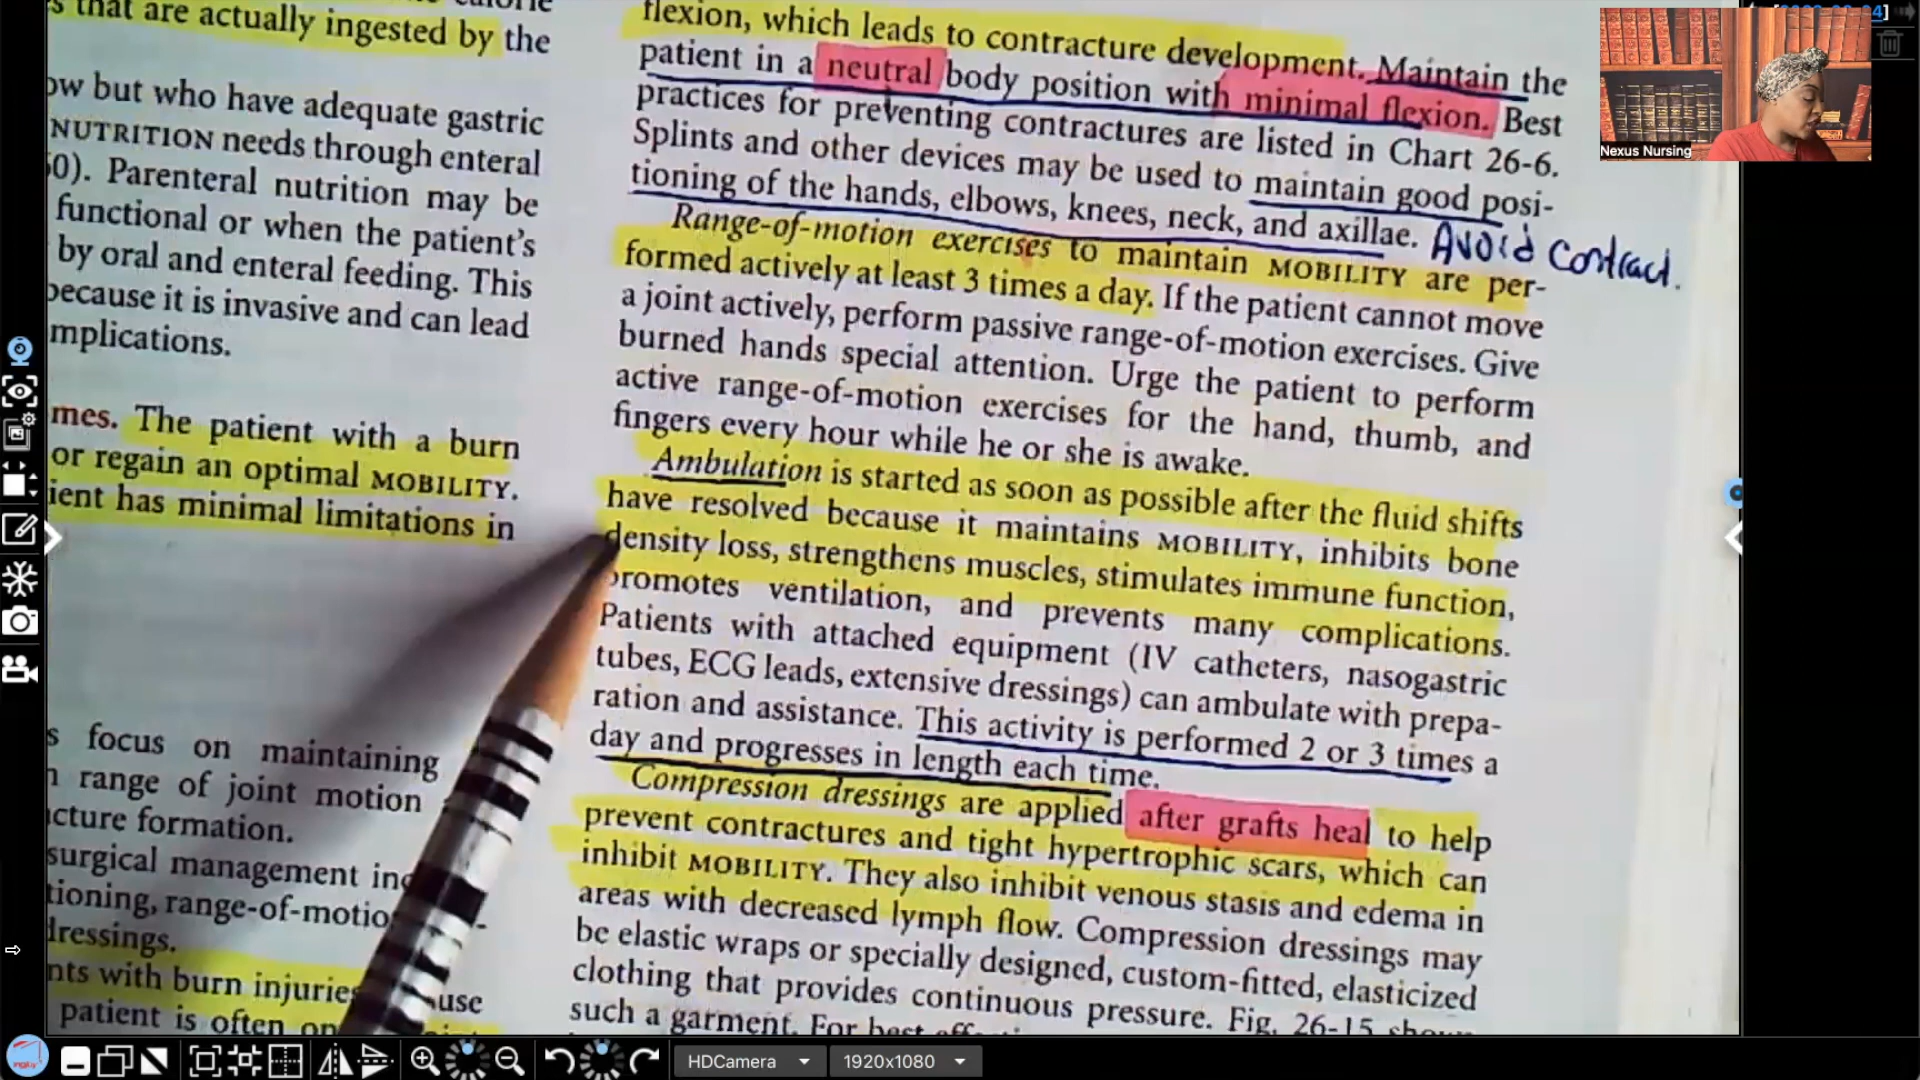 s that are actually ingested by the
ow but who have adequate gastric
NUTRITION needs through enteral
60). Parenteral nutrition may be
functional or when the patient's
by oral and enteral feeding. This
because it is invasive and can lead
mplications.
mes. The patient with a burn
or regain an optimal MOBILITY.
ient has minimal limitations in
s focus on maintaining
n range of joint motion
acture formation.
surgical management inc
tioning, range-of-motio
dressings.
nts with burn injuries use
patient is often on
flexion, which leads to contracture development. Maintain the
patient in a neutral body position with minimal flexion. Best
practices for preventing contractures are listed in Chart 26-6.
Splints and other devices may be used to maintain good posi-
tioning of the hands, elbows, knees, neck, and axillae. Avoid Contract.
Range-of-motion exercises to maintain MOBILITY are per-
formed actively at least 3 times a day. If the patient cannot move
a joint actively, perform passive range-of-motion exercises. Give
burned hands special attention. Urge the patient to perform
active range-of-motion exercises for the hand, thumb, and
fingers every hour while he or she is awake.
Ambulation is started as soon as possible after the fluid shifts
have resolved because it maintains MOBILITY, inhibits bone
density loss, strengthens muscles, stimulates immune function,
promotes ventilation, and prevents many complications.
Patients with attached equipment (IV catheters, nasogastric
tubes, ECG leads, extensive dressings) can ambulate with prepa-
ration and assistance. This activity is performed 2 or 3 times a
day and progresses in length each time.
Compression dressings are applied after grafts heal to help
prevent contractures and tight hypertrophic scars, which can
inhibit MOBILITY. They also inhibit venous stasis and edema in
areas with decreased lymph flow. Compression dressings may
be elastic wraps or specially designed, custom-fitted, elasticized
clothing that provides continuous pressure. Fig. 26-15 shows
such a garment. For best
Nexus Nursing
HDCamera
1920x1080